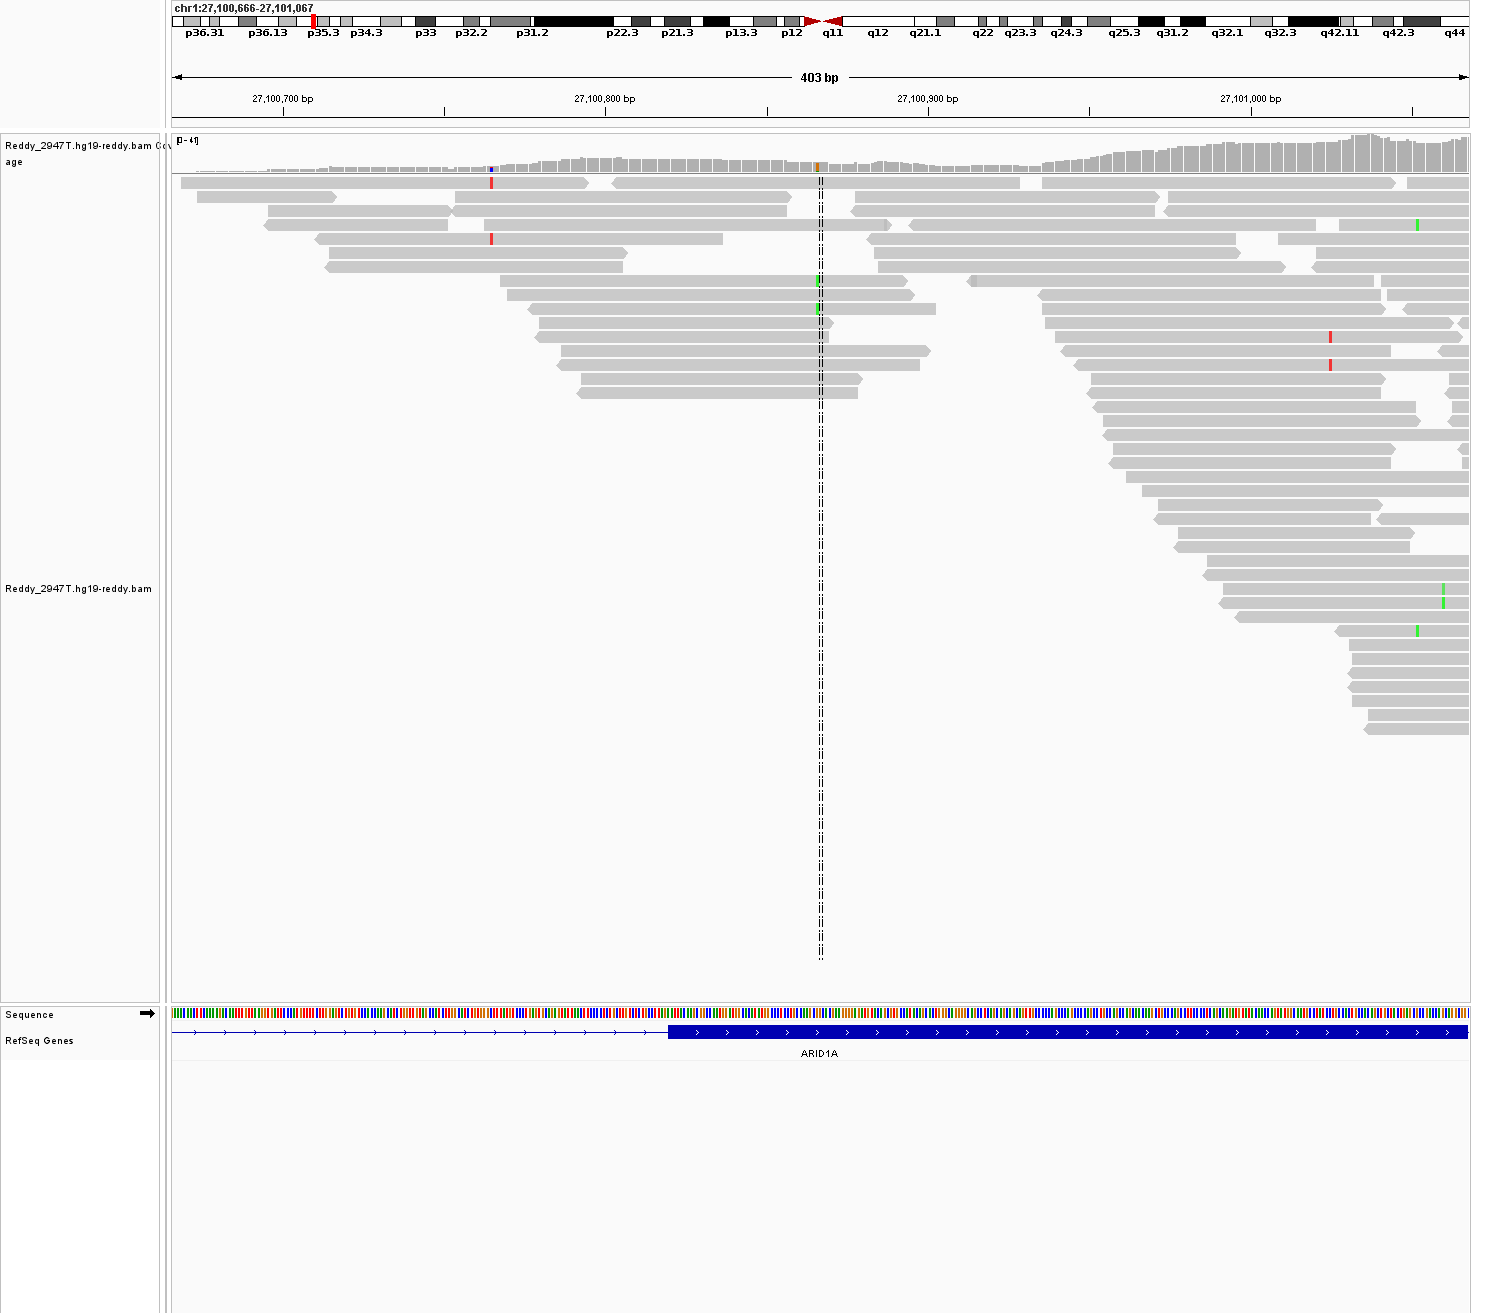 chr1:27,100,666-27,101,067
p36.31 p36.13 p35.3 p34.3 p33 p32.2 p31.2 p22.3 p21.3 p13.3 p12 q11 q12 q21.1 q22 q23.3 q24.3 q25.3 q31.2 q32.1 q32.3 q42.11 q42.3 q44
403 bp
27,100,700 bp 27,100,800 bp 27,100,900 bp 27,101,000 bp
[0 - 41]
Reddy_2947T.hg19-reddy.bam Cov
age
Reddy_2947T.hg19-reddy.bam
Sequence
RefSeq Genes
ARID1A